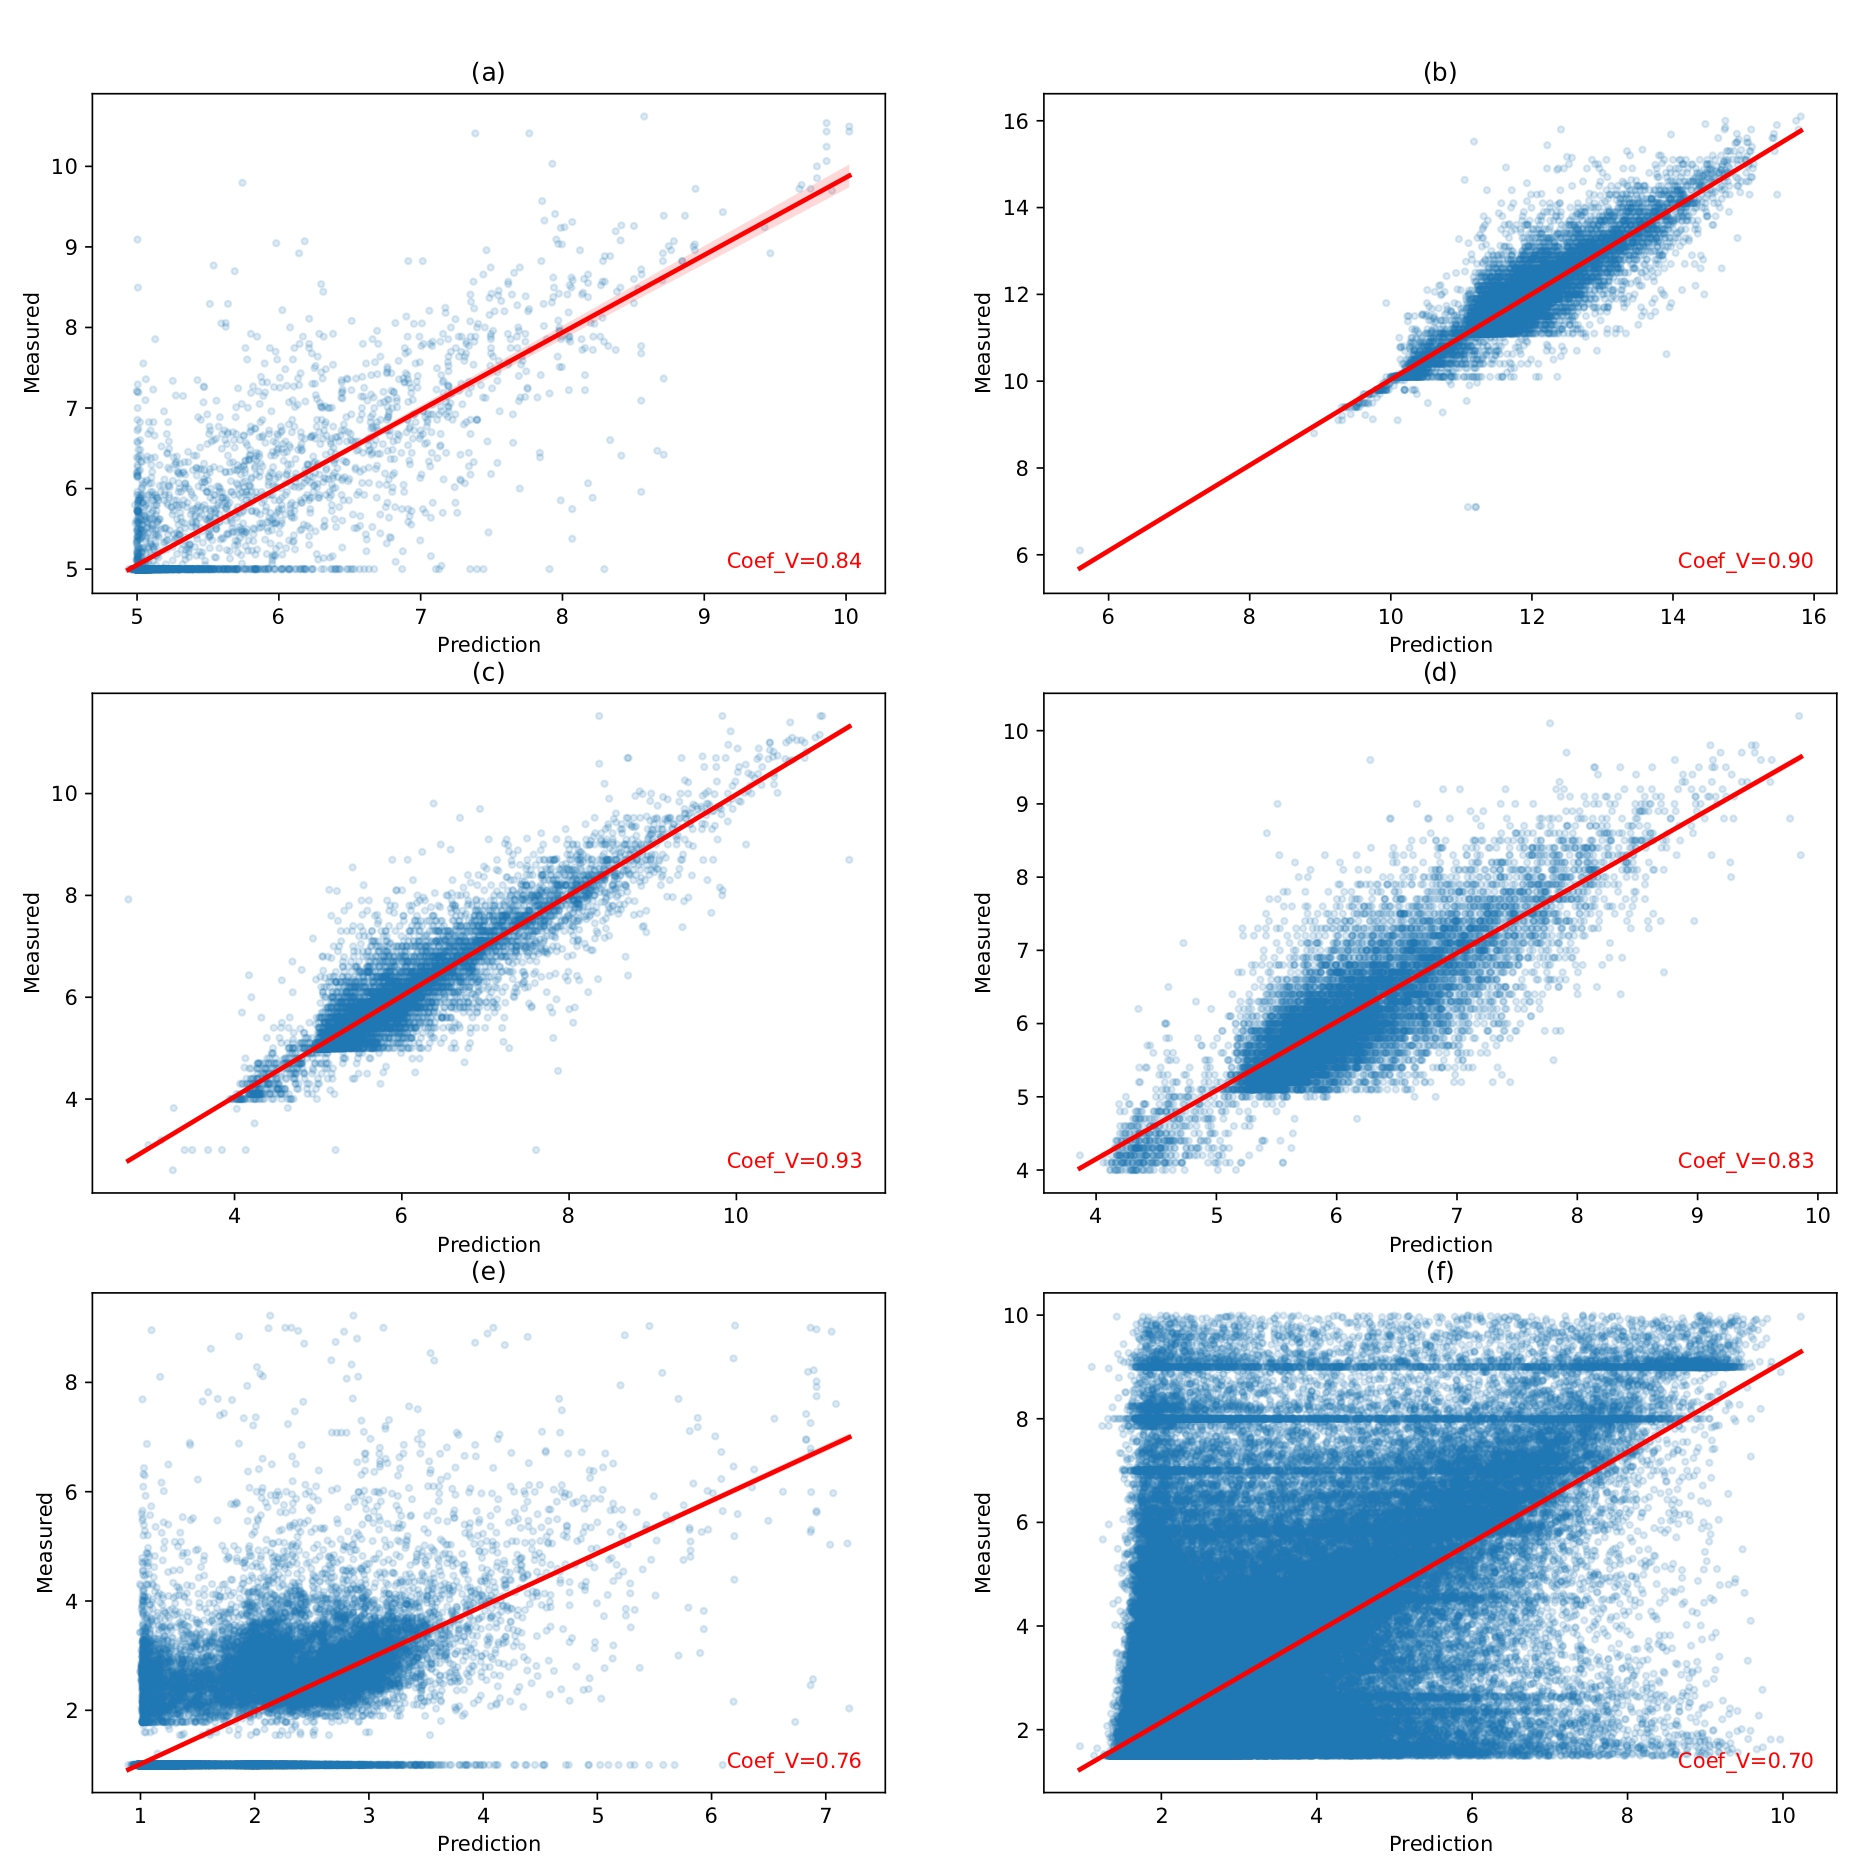 (a)
10
9
8
7
6
5
Measured
Coef_V=0.84
5 6 7 8 9 10
Prediction
(b)
16
14
12
10
8
6
Measured
Coef_V=0.90
6 8 10 12 14 16
Prediction
(c)
10
8
6
4
Measured
Coef_V=0.93
4 6 8 10
Prediction
(d)
10
9
8
7
6
5
4
Measured
Coef_V=0.83
4 5 6 7 8 9 10
Prediction
(e)
8
6
4
2
Measured
Coef_V=0.76
1 2 3 4 5 6 7
Prediction
(f)
10
8
6
4
2
Measured
Coef_V=0.70
2 4 6 8 10
Prediction